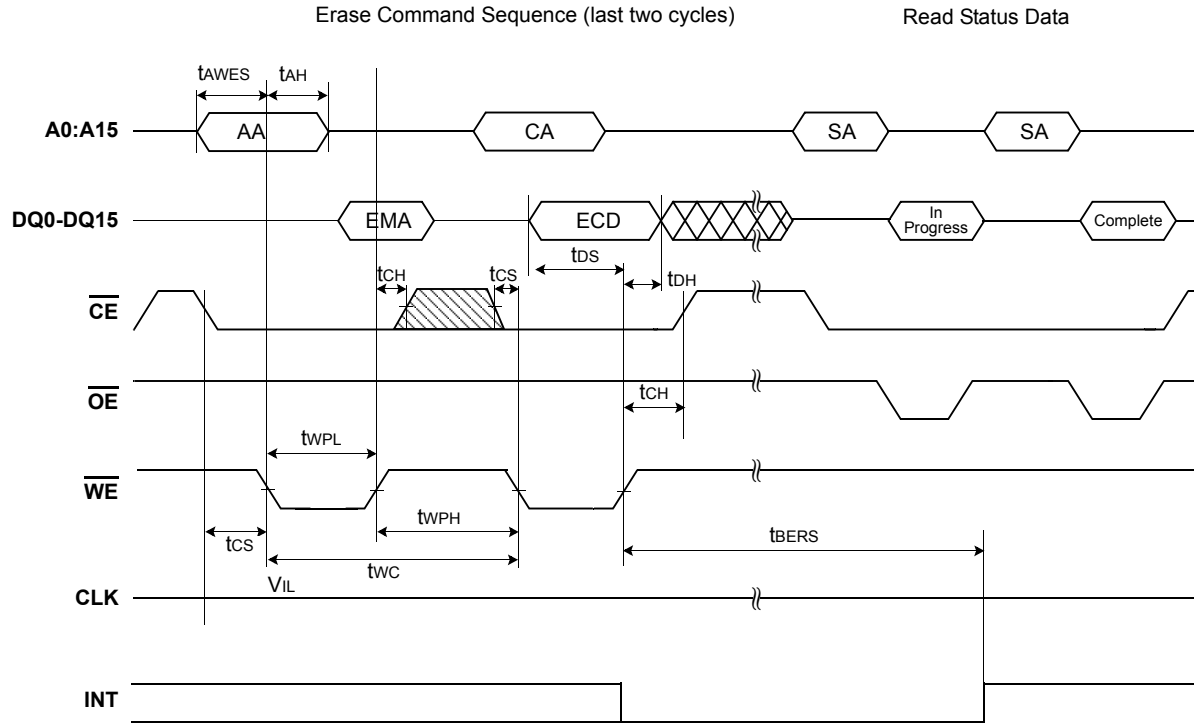 Erase Command Sequence (last two cycles) Read Status Data
tAWES tAH
A0:A15 AA CA SA SA
DQ0-DQ15 EMA ECD In Progress Complete
tDS
tCH tCS tDH
CE
OE tCH
tWPL
WE
tWPH
tCS tBERS
tWC
VIL
CLK
INT